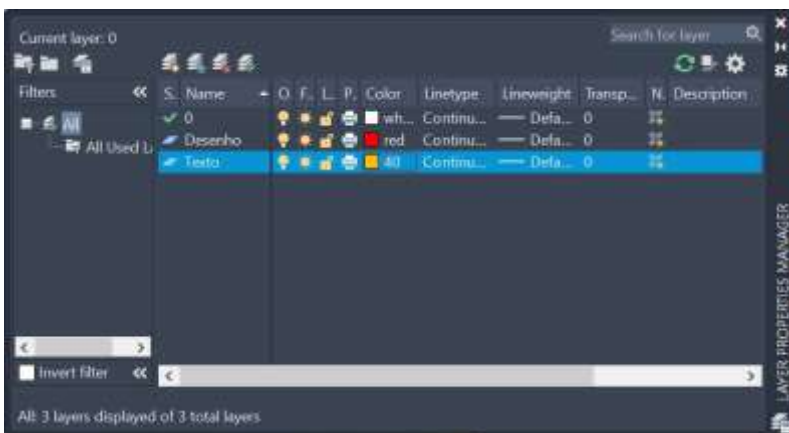 Current layer: 0
Search for layer
Filters
S. Name O. F. L. P. Color Linetype Lineweight Transp... N. Description
0 wh... Continu... Defa... 0
Desenho red Continu... Defa... 0
Texto 40 Continu... Defa... 0
All
All Used La
Invert filter
All: 3 layers displayed of 3 total layers
LAYER PROPERTIES MANAGER